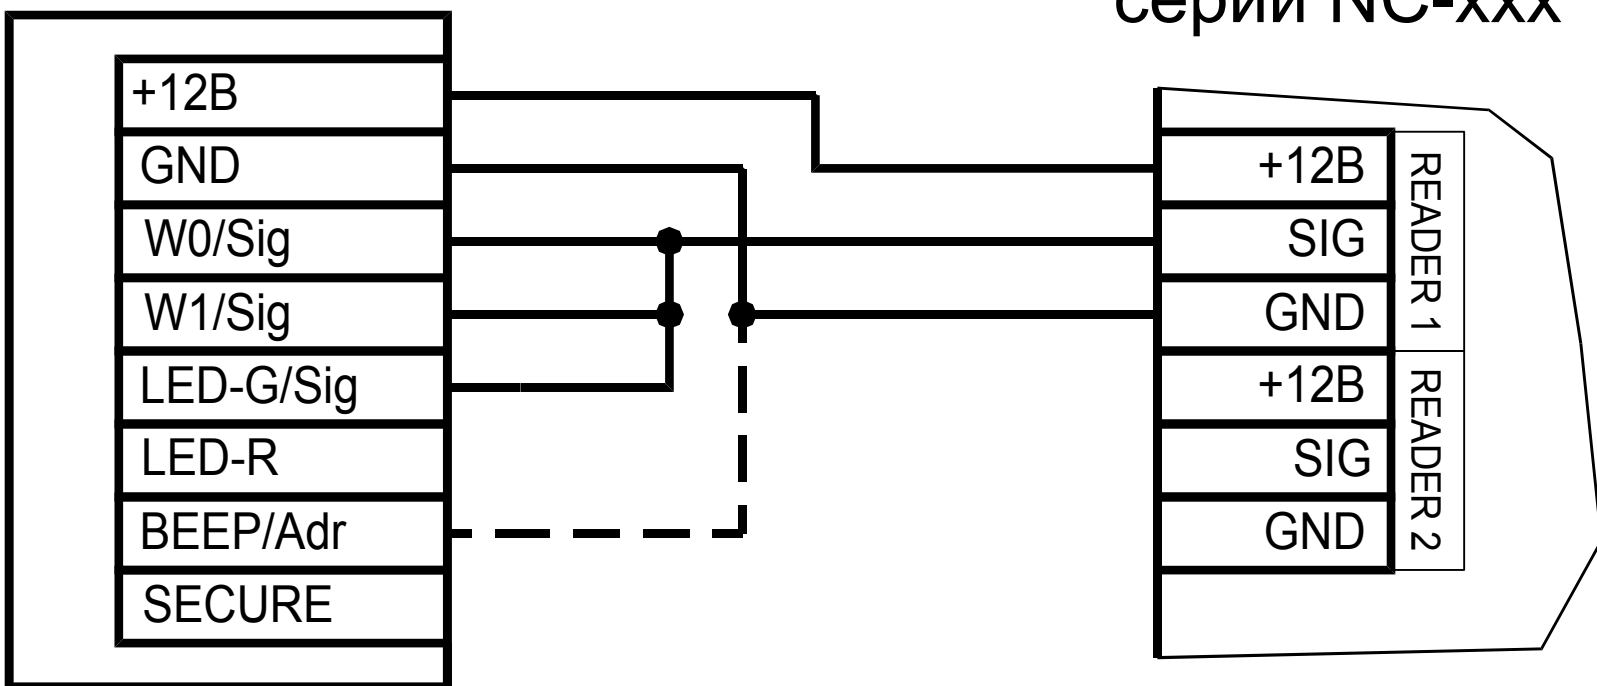 серии NC-xxx
+12В
GND
W0/Sig
W1/Sig
LED-G/Sig
LED-R
BEEP/Adr
SECURE
+12В
SIG
GND
READER 1
+12В
SIG
GND
READER 2